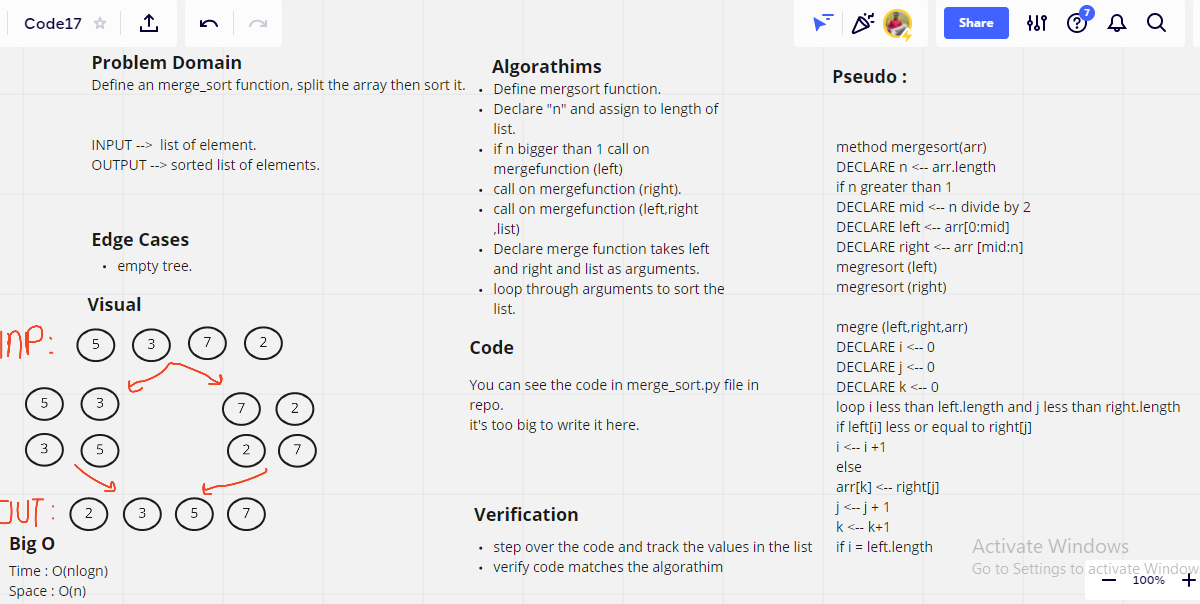 Code17
Share
7
Problem Domain
Define an merge_sort function, split the array then sort it.
INPUT --> list of element.
OUTPUT --> sorted list of elements.
Edge Cases
• empty tree.
Visual
INP:
5 3 7 2
5 3 7 2
3 5 2 7
OUT:
2 3 5 7
Big O
Time : O(nlogn)
Space : O(n)
Algorathims
• Define mergsort function.
• Declare "n" and assign to length of
list.
• if n bigger than 1 call on
mergefunction (left)
• call on mergefunction (right).
• call on mergefunction (left,right
,list)
• Declare merge function takes left
and right and list as arguments.
• loop through arguments to sort the
list.
Code
You can see the code in merge_sort.py file in
repo.
it's too big to write it here.
Verification
• step over the code and track the values in the list
• verify code matches the algorathim
Pseudo :
method mergesort(arr)
DECLARE n <-- arr.length
if n greater than 1
DECLARE mid <-- n divide by 2
DECLARE left <-- arr[0:mid]
DECLARE right <-- arr [mid:n]
megresort (left)
megresort (right)
megre (left,right,arr)
DECLARE i <-- 0
DECLARE j <-- 0
DECLARE k <-- 0
loop i less than left.length and j less than right.length
if left[i] less or equal to right[j]
i <-- i +1
else
arr[k] <-- right[j]
j <-- j + 1
k <-- k+1
if i = left.length
Activate Windows
Go to Settings to activate Window
100%